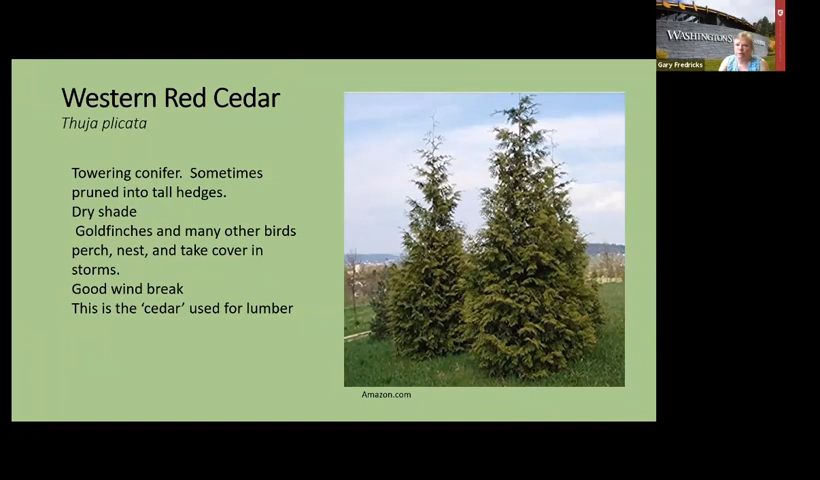 Western Red Cedar
Thuja plicata
Towering conifer.  Sometimes
pruned into tall hedges.
Dry shade
Goldfinches and many other birds
perch, nest, and take cover in
storms.
Good wind break
This is the ‘cedar’ used for lumber
Amazon.com
WASHINGTON S
Gary Fredricks